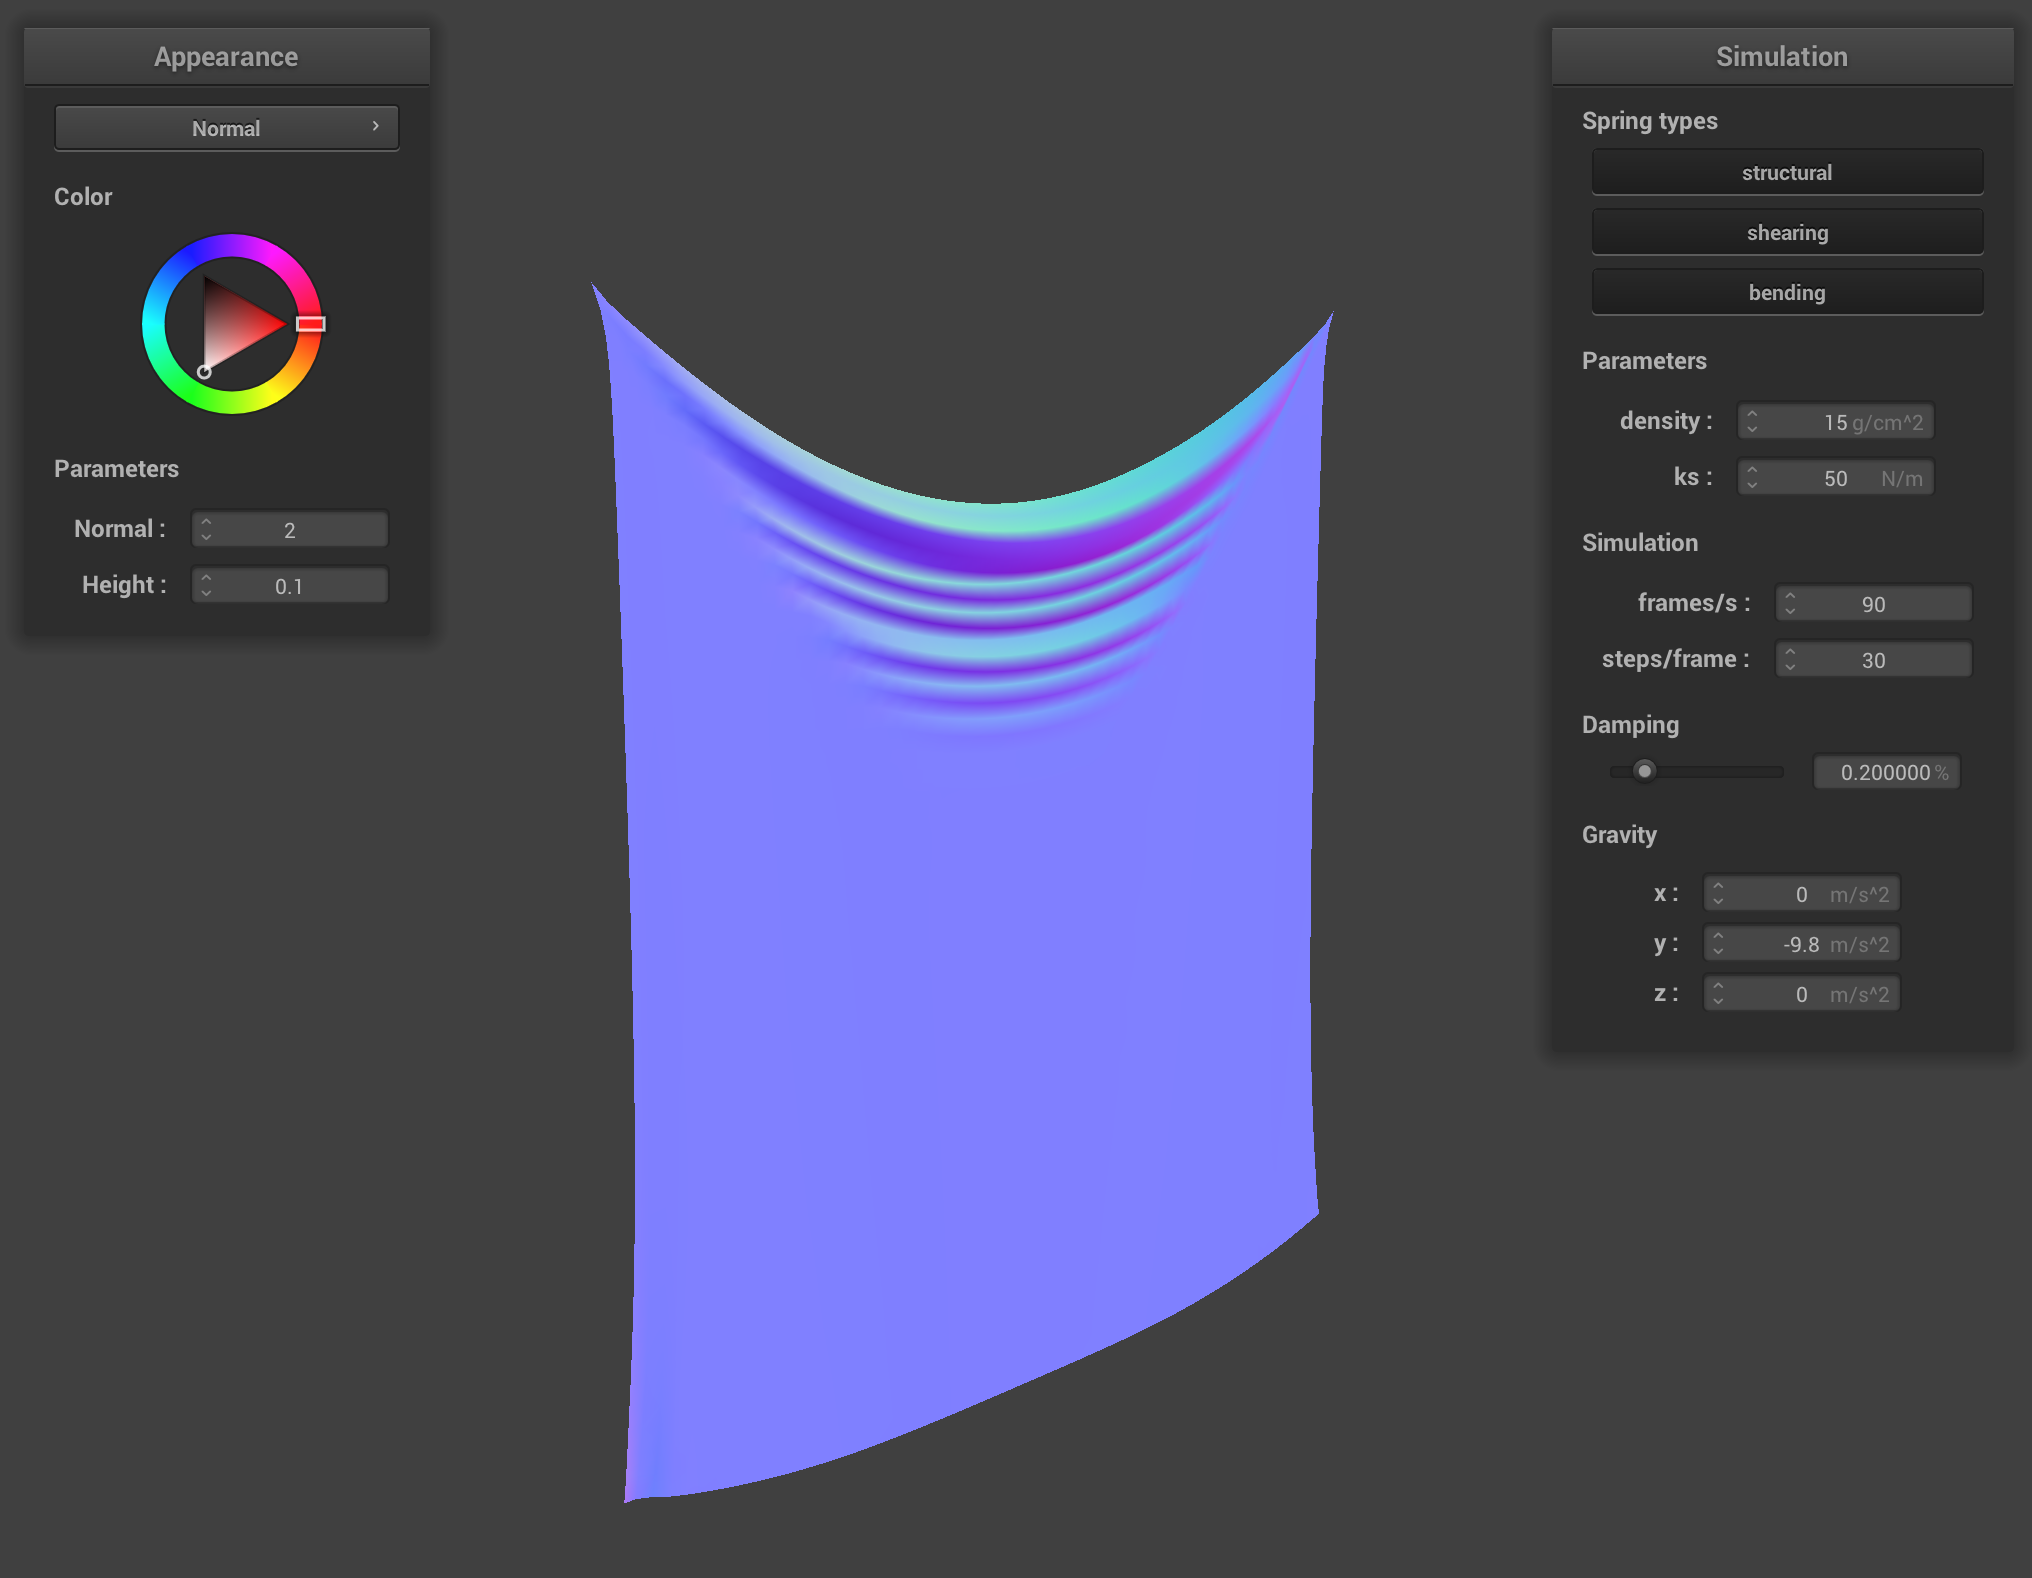 Appearance
Normal
Color
Parameters
Normal : 2
Height : 0.1
Simulation
Spring types
structural
shearing
bending
Parameters
density : 15 g/cm^2
ks : 50 N/m
Simulation
frames/s : 90
steps/frame : 30
Damping
0.200000 %
Gravity
x : 0 m/s^2
y : -9.8 m/s^2
z : 0 m/s^2